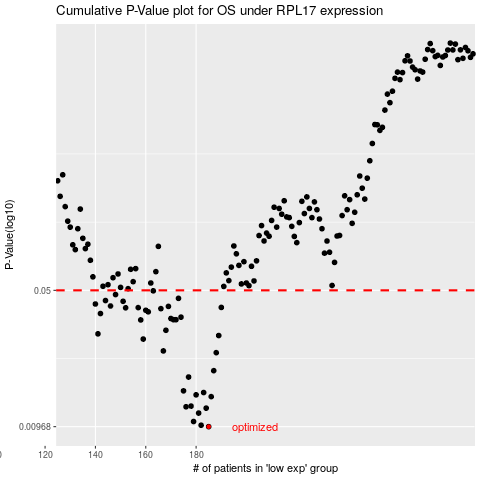 Cumulative P-Value plot for OS under RPL17 expression
P-Value(log10)
0.05
0.00968
optimized
0 120 140 160 180
# of patients in 'low exp' group